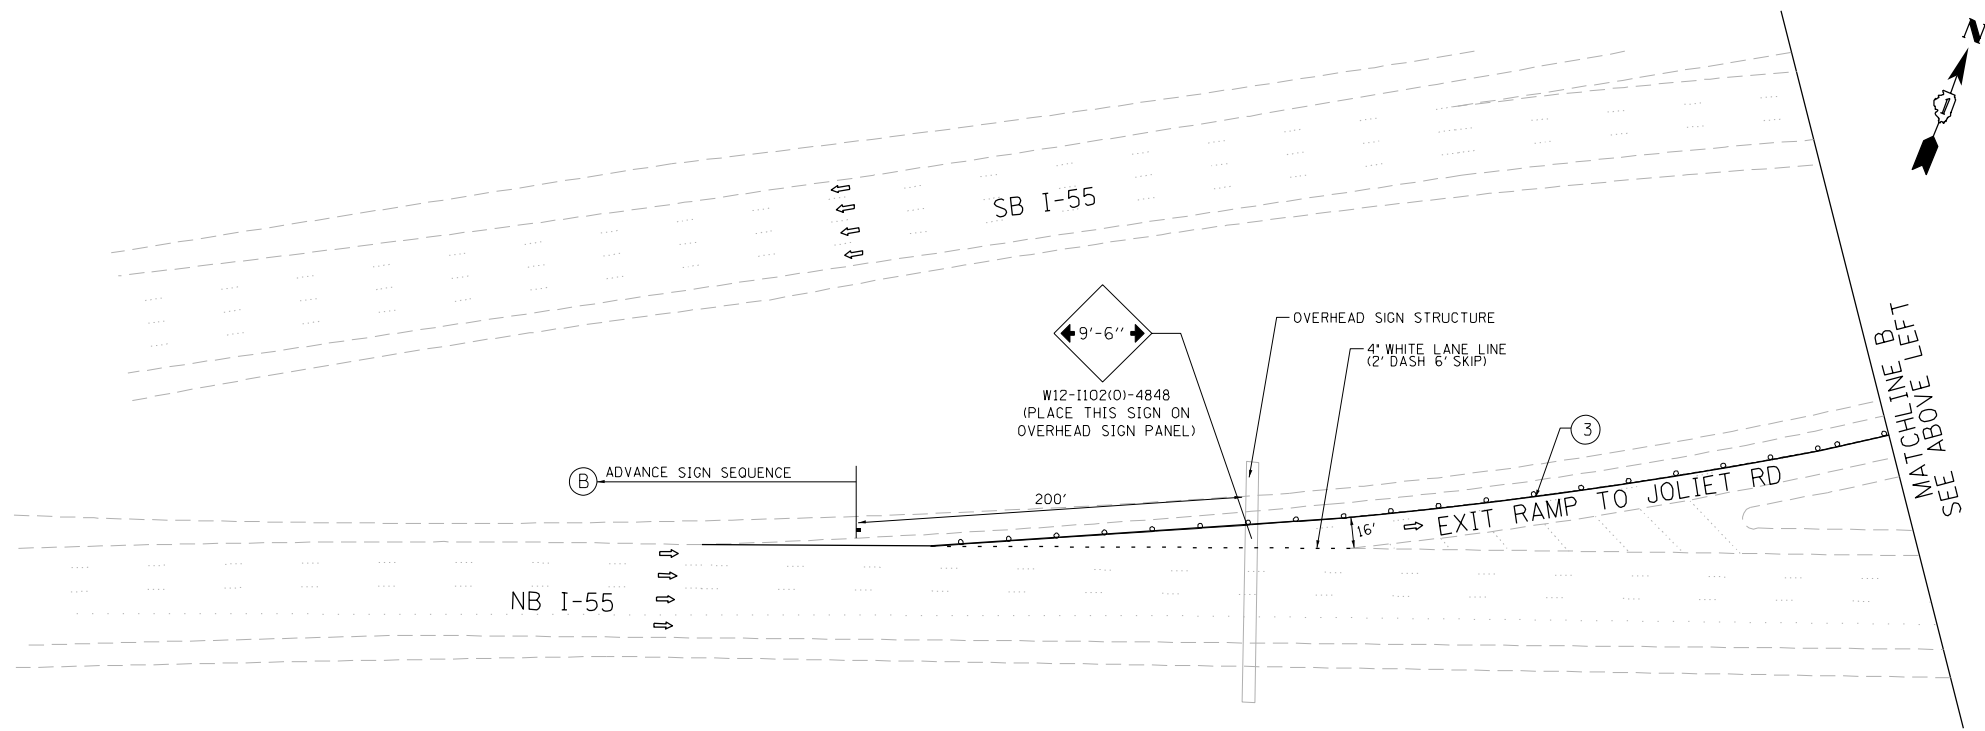 N
SB I-55
9'-6''
W12-I102(O)-4848
(PLACE THIS SIGN ON
OVERHEAD SIGN PANEL)
OVERHEAD SIGN STRUCTURE
4" WHITE LANE LINE
(2' DASH 6' SKIP)
MATCHLINE B
SEE ABOVE LEFT
3
B
ADVANCE SIGN SEQUENCE
200'
16'
EXIT RAMP TO JOLIET RD
NB I-55